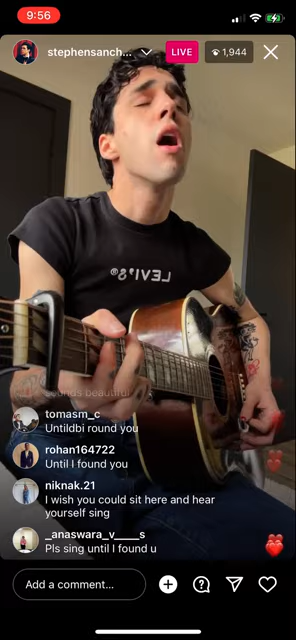 9:56
stephensanch...
LIVE
1,944
LEVI'S®
sounds beautiful
tomasm_c
Untildbi round you
rohan164722
Until I found you
niknak.21
I wish you could sit here and hear
yourself sing
_anaswara_v____s
Pls sing until I found u
Add a comment...